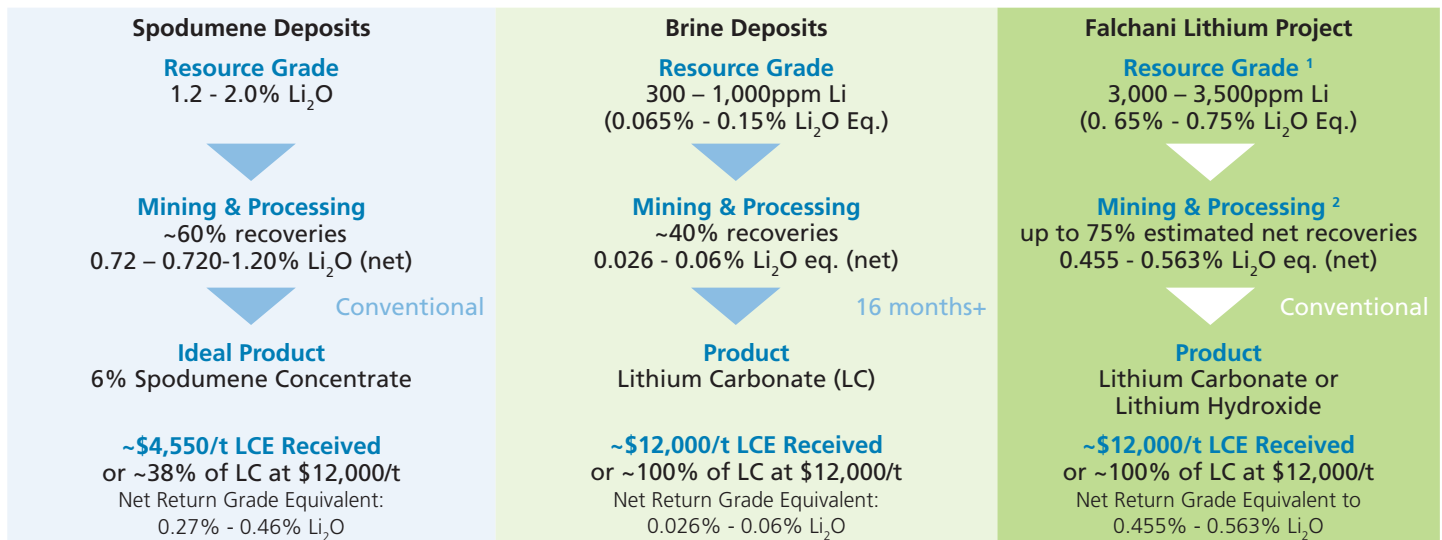 Spodumene Deposits
Resource Grade
1.2 - 2.0% Li₂O
Mining & Processing
~60% recoveries
0.72 – 0.720-1.20% Li₂O (net)
Conventional
Ideal Product
6% Spodumene Concentrate
~$4,550/t LCE Received
or ~38% of LC at $12,000/t
Net Return Grade Equivalent:
0.27% - 0.46% Li₂O
Brine Deposits
Resource Grade
300 – 1,000ppm Li
(0.065% - 0.15% Li₂O Eq.)
Mining & Processing
~40% recoveries
0.026 - 0.06% Li₂O eq. (net)
16 months+
Product
Lithium Carbonate (LC)
~$12,000/t LCE Received
or ~100% of LC at $12,000/t
Net Return Grade Equivalent:
0.026% - 0.06% Li₂O
Falchani Lithium Project
Resource Grade ¹
3,000 – 3,500ppm Li
(0. 65% - 0.75% Li₂O Eq.)
Mining & Processing ²
up to 75% estimated net recoveries
0.455 - 0.563% Li₂O eq. (net)
Conventional
Product
Lithium Carbonate or
Lithium Hydroxide
~$12,000/t LCE Received
or ~100% of LC at $12,000/t
Net Return Grade Equivalent to
0.455% - 0.563% Li₂O